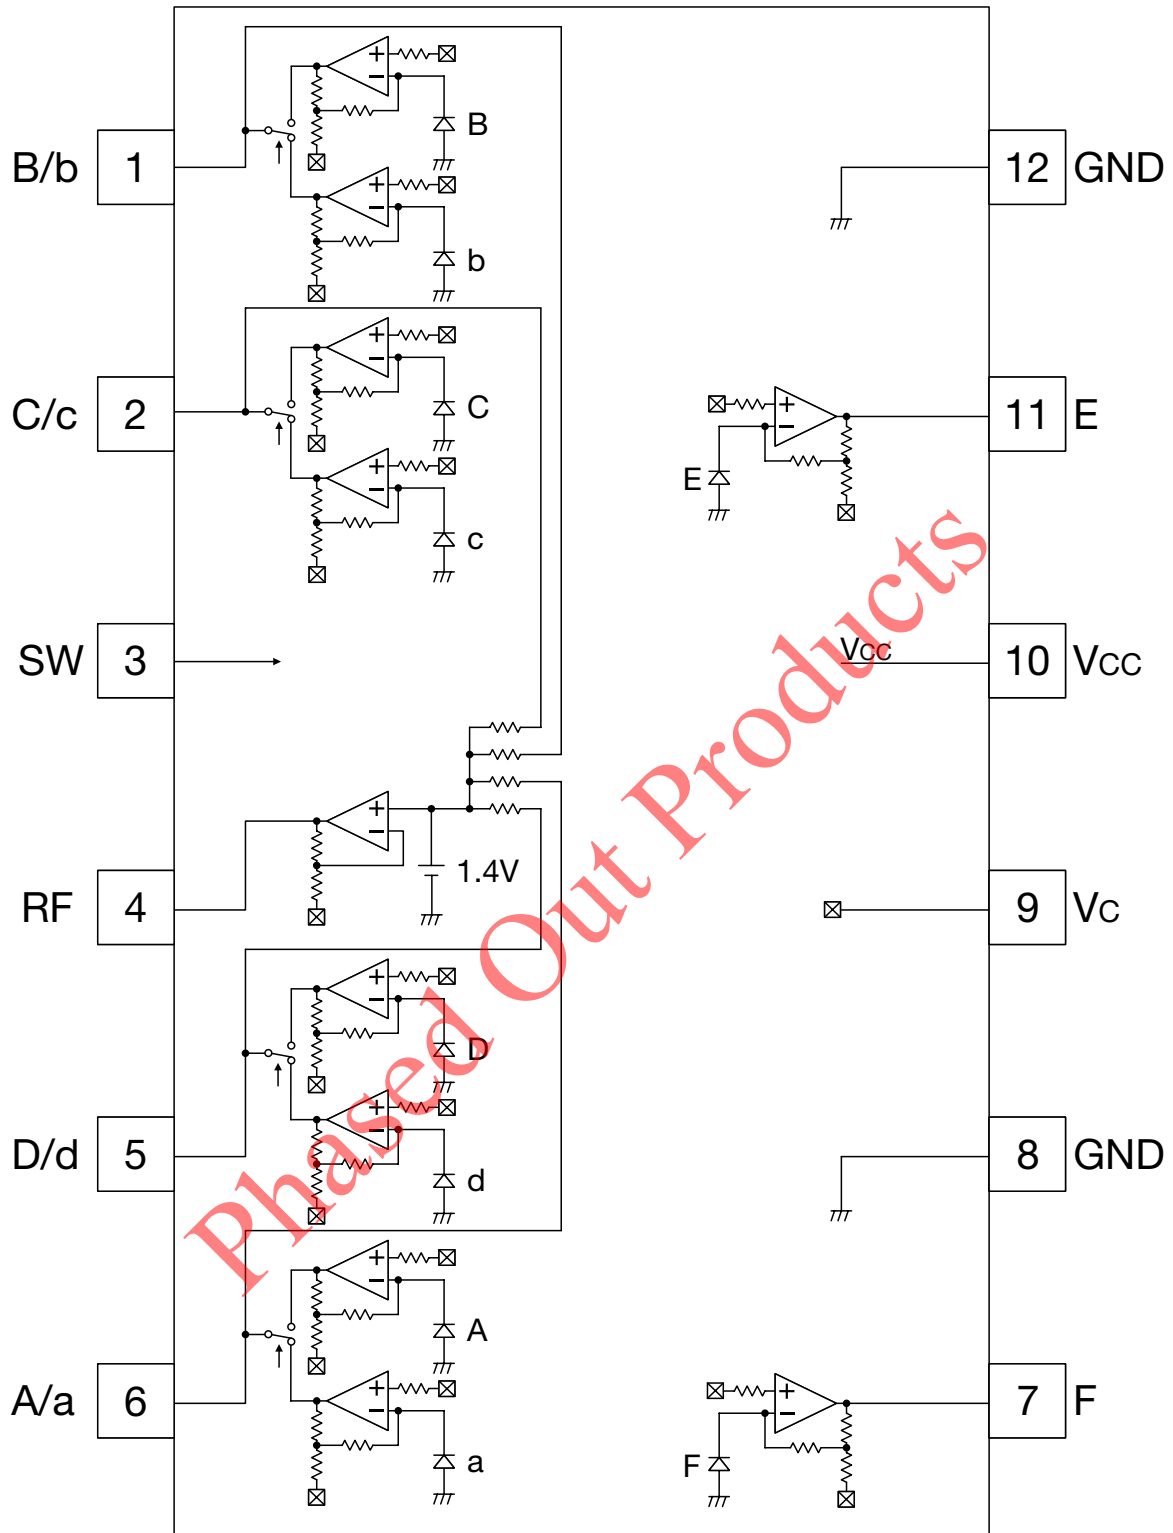 B/b 1
B
b
12 GND
C/c 2
C
c
11 E
E
SW 3
VCC
10 VCC
RF 4
1.4V
9 VC
D/d 5
D
d
8 GND
A/a 6
A
a
7 F
F
Phased Out Products